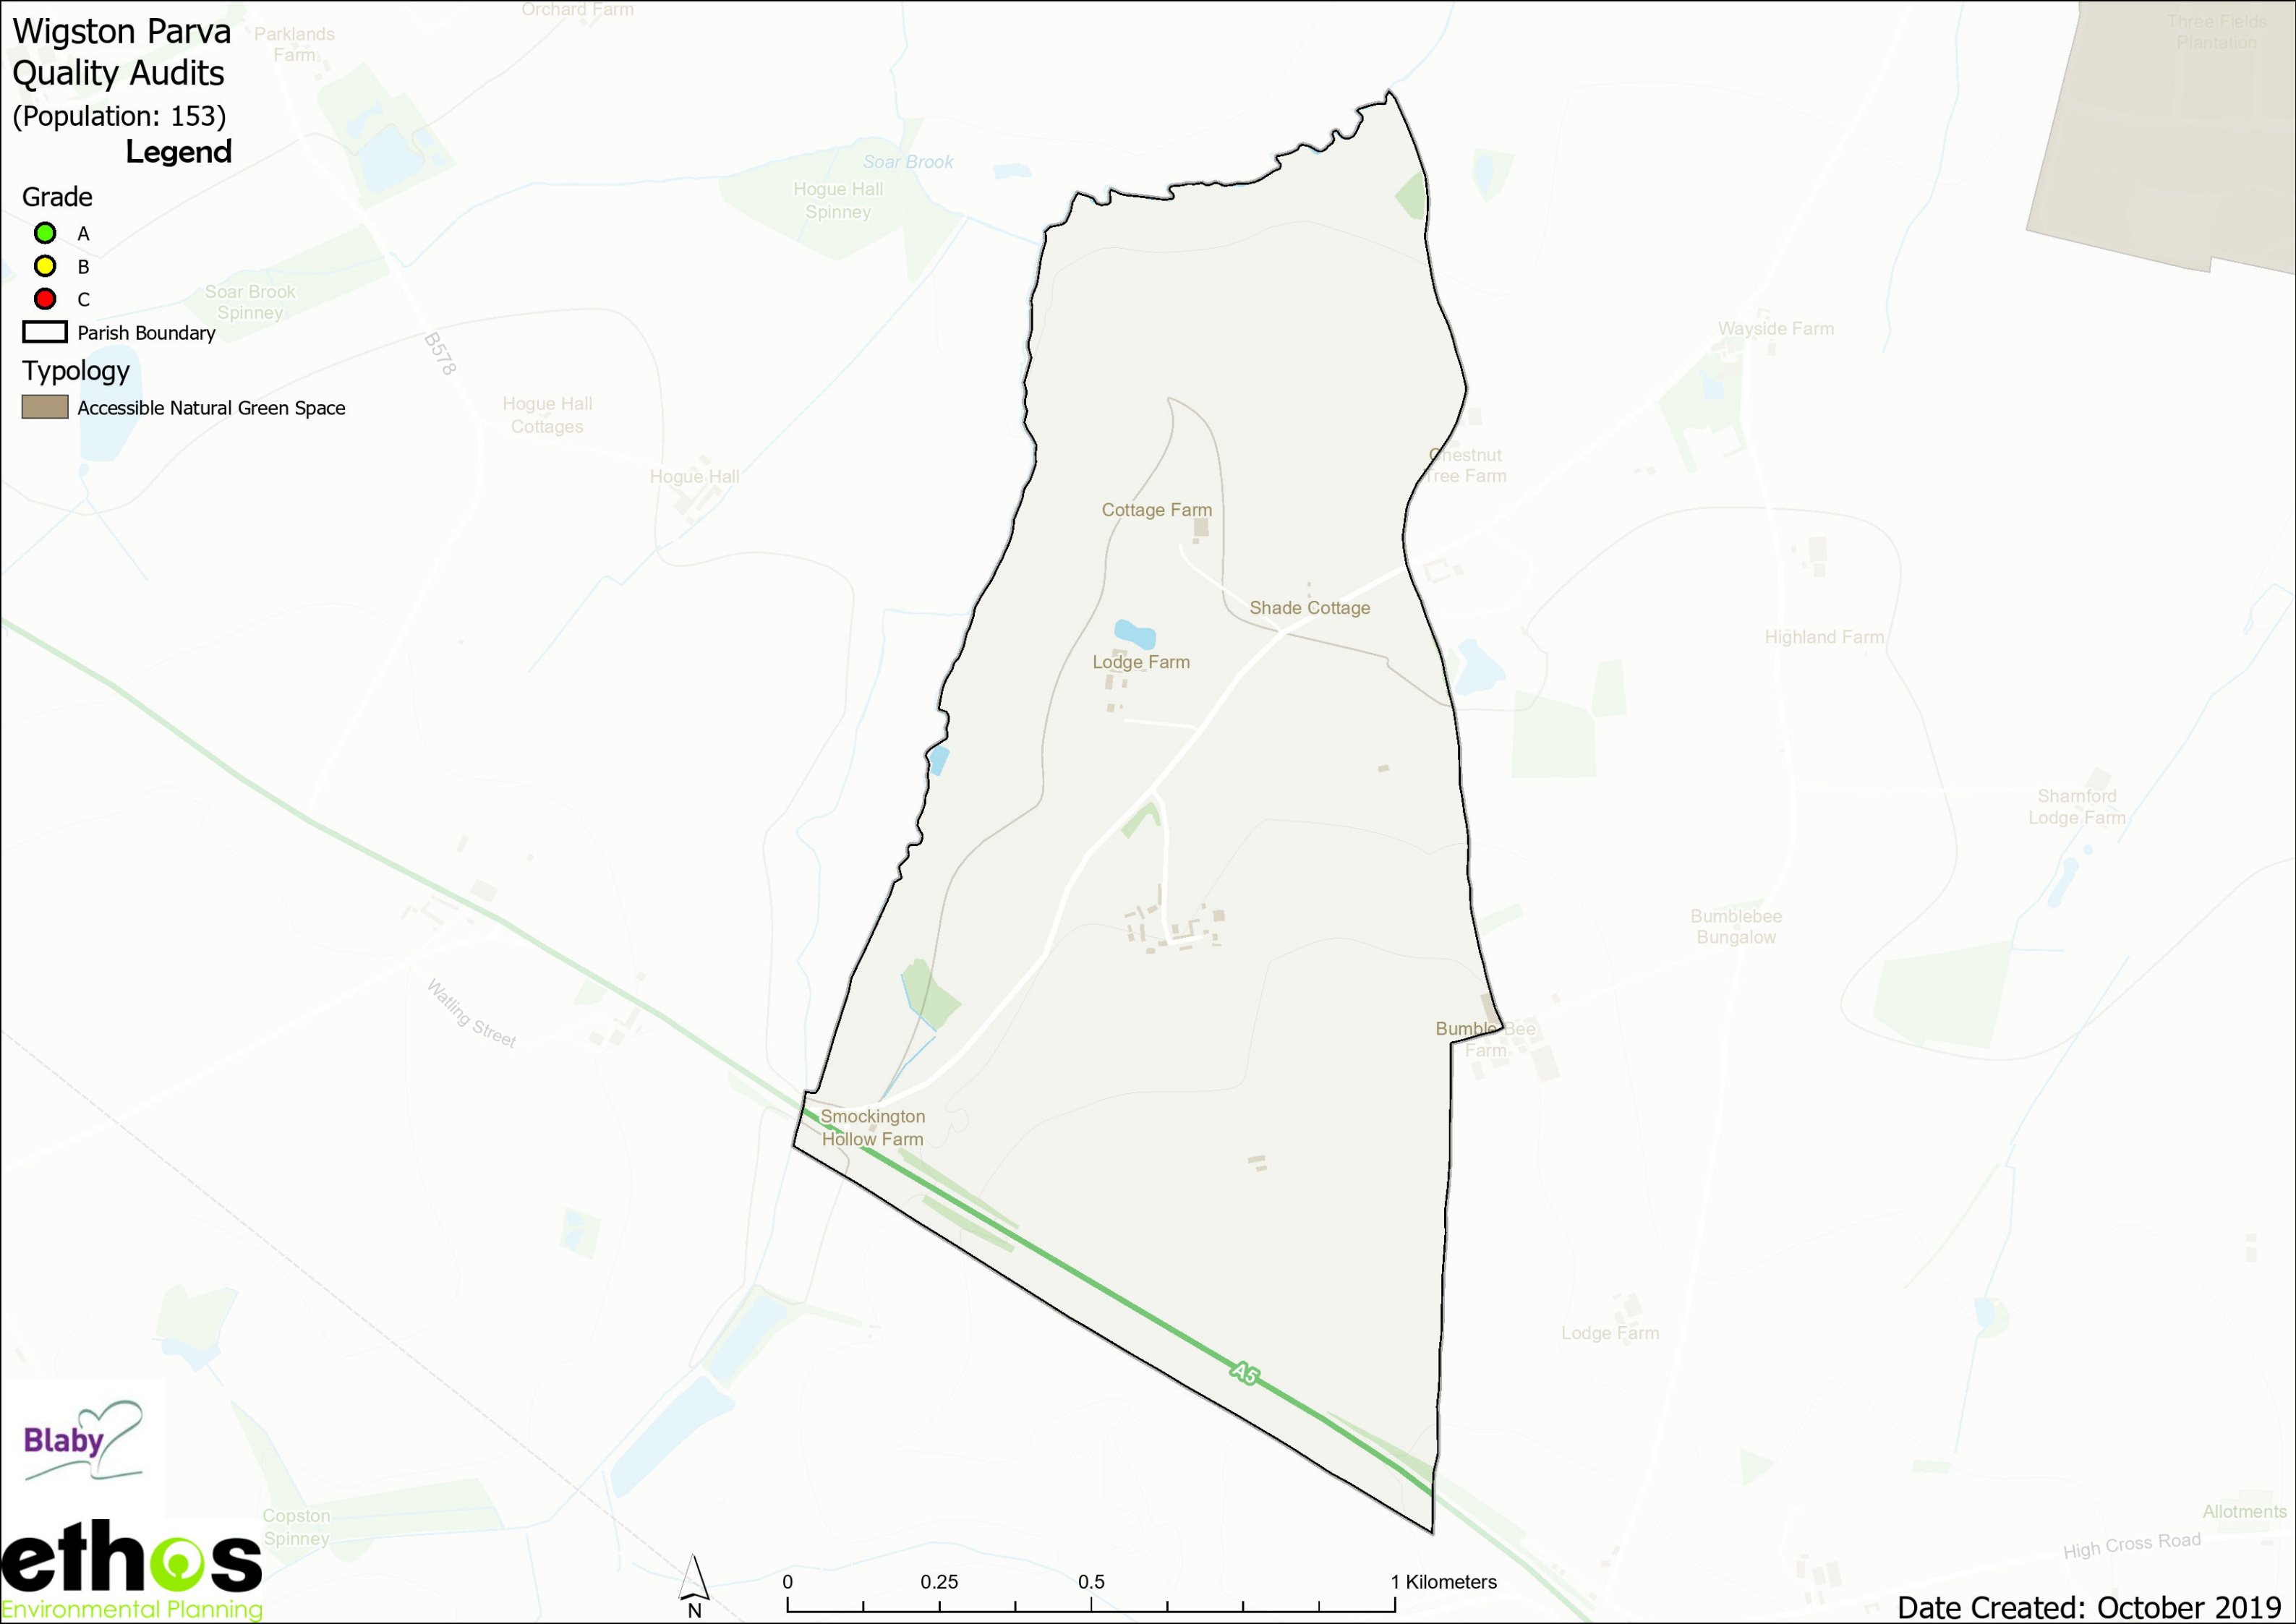 Wigston Parva
Quality Audits
(Population: 153)
Legend
Grade
A
B
C
Parish Boundary
Typology
Accessible Natural Green Space
Orchard Farm
Parklands
Farm
Three Fields
Plantation
Soar Brook
Hogue Hall
Spinney
Soar Brook
Spinney
B578
Wayside Farm
Hogue Hall
Cottages
Hogue Hall
Chestnut
Tree Farm
Cottage Farm
Shade Cottage
Highland Farm
Lodge Farm
Sharnford
Lodge Farm
Bumblebee
Bungalow
Watling Street
Bumble Bee
Farm
Smockington
Hollow Farm
Lodge Farm
A5
Blaby
Copston
Spinney
Allotments
High Cross Road
ethos
Environmental Planning
N
0 0.25 0.5 1 Kilometers
Date Created: October 2019